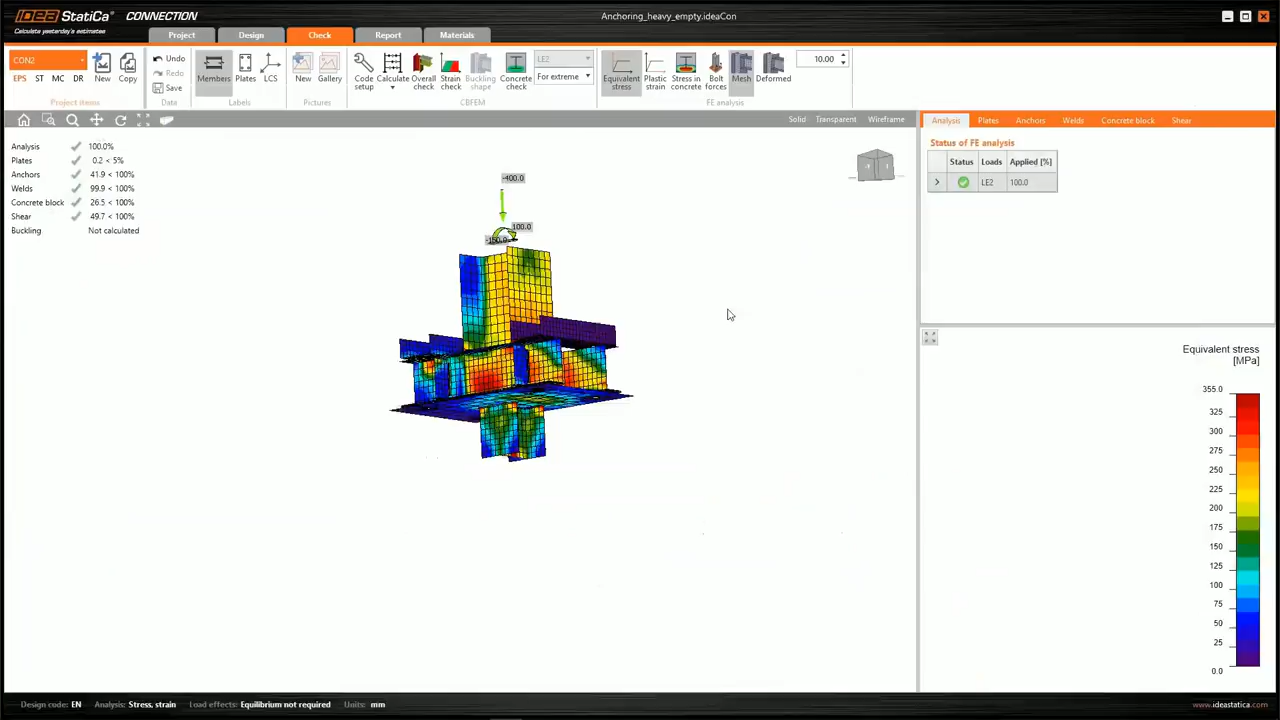 idea StatiCa® CONNECTION
Calculate yesterday's estimates
Anchoring_heavy_empty.ideaCon
Project Design Check Report Materials
CON2
EPS ST MC DR
New Copy
Project items
Undo
Redo
Save
Data
Members Plates LCS
Labels
New Gallery
Pictures
Code setup
Calculate
Overall check
Strain check
Buckling shape
Concrete check
LE2
For extreme
CBFEM
Equivalent stress
Plastic strain
Stress in concrete
Bolt forces
Mesh
Deformed
10.00
FE analysis
Solid Transparent Wireframe
Analysis 100.0%
Plates 0.2 < 5%
Anchors 41.9 < 100%
Welds 99.9 < 100%
Concrete block 26.5 < 100%
Shear 49.7 < 100%
Buckling Not calculated
-400.0
100.0
-150.0
Analysis Plates Anchors Welds Concrete block Shear
Status of FE analysis
Status Loads Applied [%]
LE2 100.0
Equivalent stress
[MPa]
355.0
325
300
275
250
225
200
175
150
125
100
75
50
25
0.0
Design code: EN Analysis: Stress, strain Load effects: Equilibrium not required Units: mm
www.ideastatica.com